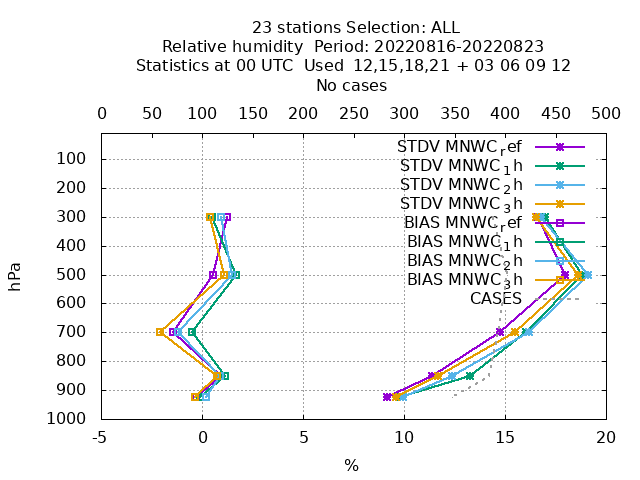 23 stations Selection: ALL
Relative humidity  Period: 20220816-20220823
Statistics at 00 UTC  Used  12,15,18,21 + 03 06 09 12
No cases
0 50 100 150 200 250 300 350 400 450 500
STDV MNWC_ref
STDV MNWC_1h
STDV MNWC_2h
STDV MNWC_3h
BIAS MNWC_ref
BIAS MNWC_1h
BIAS MNWC_2h
BIAS MNWC_3h
CASES
hPa
100
200
300
400
500
600
700
800
900
1000
-5 0 5 10 15 20
%